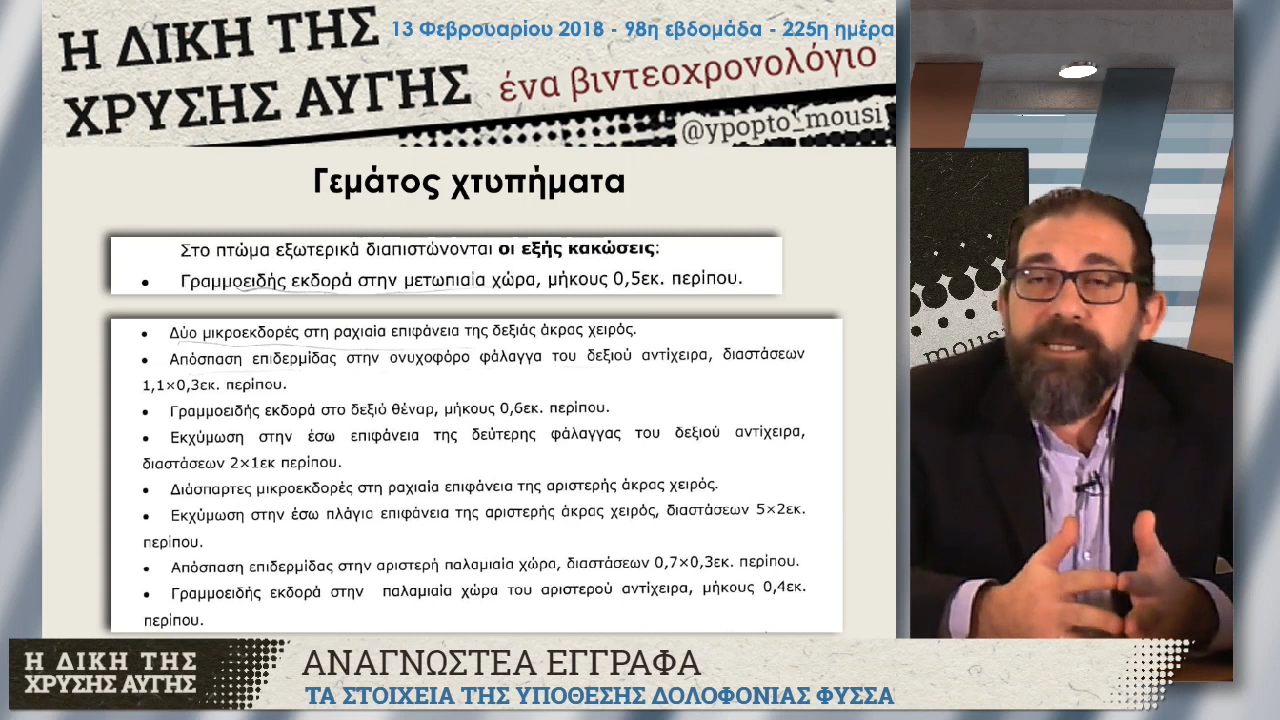 Η ΔΙΚΗ ΤΗΣ
ΧΡΥΣΗΣ ΑΥΓΗΣ
13 Φεβρουαρίου 2018 - 98η εβδομάδα - 225η ημέρα
ένα βιντεοχρονολόγιο
@ypopto_mousi
Γεμάτος χτυπήματα
Στο πτώμα εξωτερικά διαπιστώνονται οι εξής κακώσεις:
• Γραμμοειδής εκδορά στην μετωπιαία χώρα, μήκους 0,5εκ. περίπου.
• Δύο μικροεκδορές στη ραχιαία επιφάνεια της δεξιάς άκρας χειρός.
• Απόσπαση επιδερμίδας στην ονυχοφόρο φάλαγγα του δεξιού αντίχειρα, διαστάσεων
1,1×0,3εκ. περίπου.
• Γραμμοειδής εκδορά στο δεξιό θέναρ, μήκους 0,6εκ. περίπου.
• Εκχύμωση στην έσω επιφάνεια της δεύτερης φάλαγγας του δεξιού αντίχειρα,
διαστάσεων 2×1εκ περίπου.
• Διάσπαρτες μικροεκδορές στη ραχιαία επιφάνεια της αριστερής άκρας χειρός.
• Εκχύμωση στην έσω πλάγια επιφάνεια της αριστερής άκρας χειρός, διαστάσεων 5×2εκ.
περίπου.
• Απόσπαση επιδερμίδας στην αριστερή παλαμιαία χώρα, διαστάσεων 0,7×0,3εκ. περίπου.
• Γραμμοειδής εκδορά στην παλαμιαία χώρα του αριστερού αντίχειρα, μήκους 0,4εκ.
περίπου.
mousi
Η ΔΙΚΗ ΤΗΣ
ΧΡΥΣΗΣ ΑΥΓΗΣ
ΑΝΑΓΝΩΣΤΕΑ ΕΓΓΡΑΦΑ
ΤΑ ΣΤΟΙΧΕΙΑ ΤΗΣ ΥΠΟΘΕΣΗΣ ΔΟΛΟΦΟΝΙΑΣ ΦΥΣΣΑ